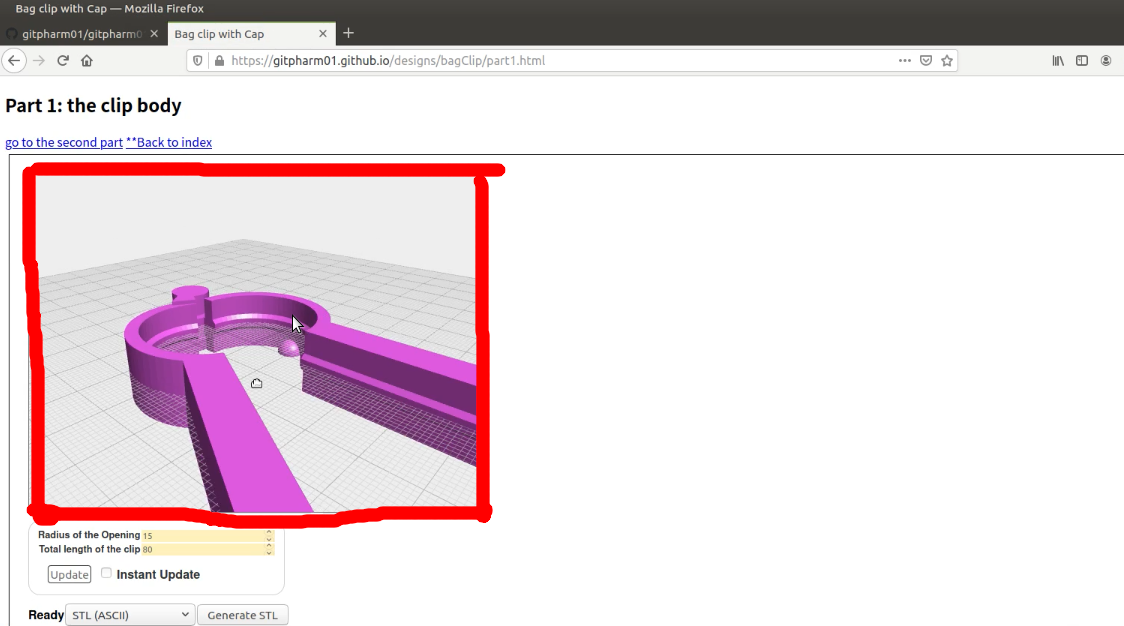 Bag clip with Cap — Mozilla Firefox
gitpharm01/gitpharm0
Bag clip with Cap
https://gitpharm01.github.io/designs/bagClip/part1.html
Part 1: the clip body
go to the second part **Back to index
Radius of the Opening 15
Total length of the clip 80
Update Instant Update
Ready STL (ASCII) Generate STL